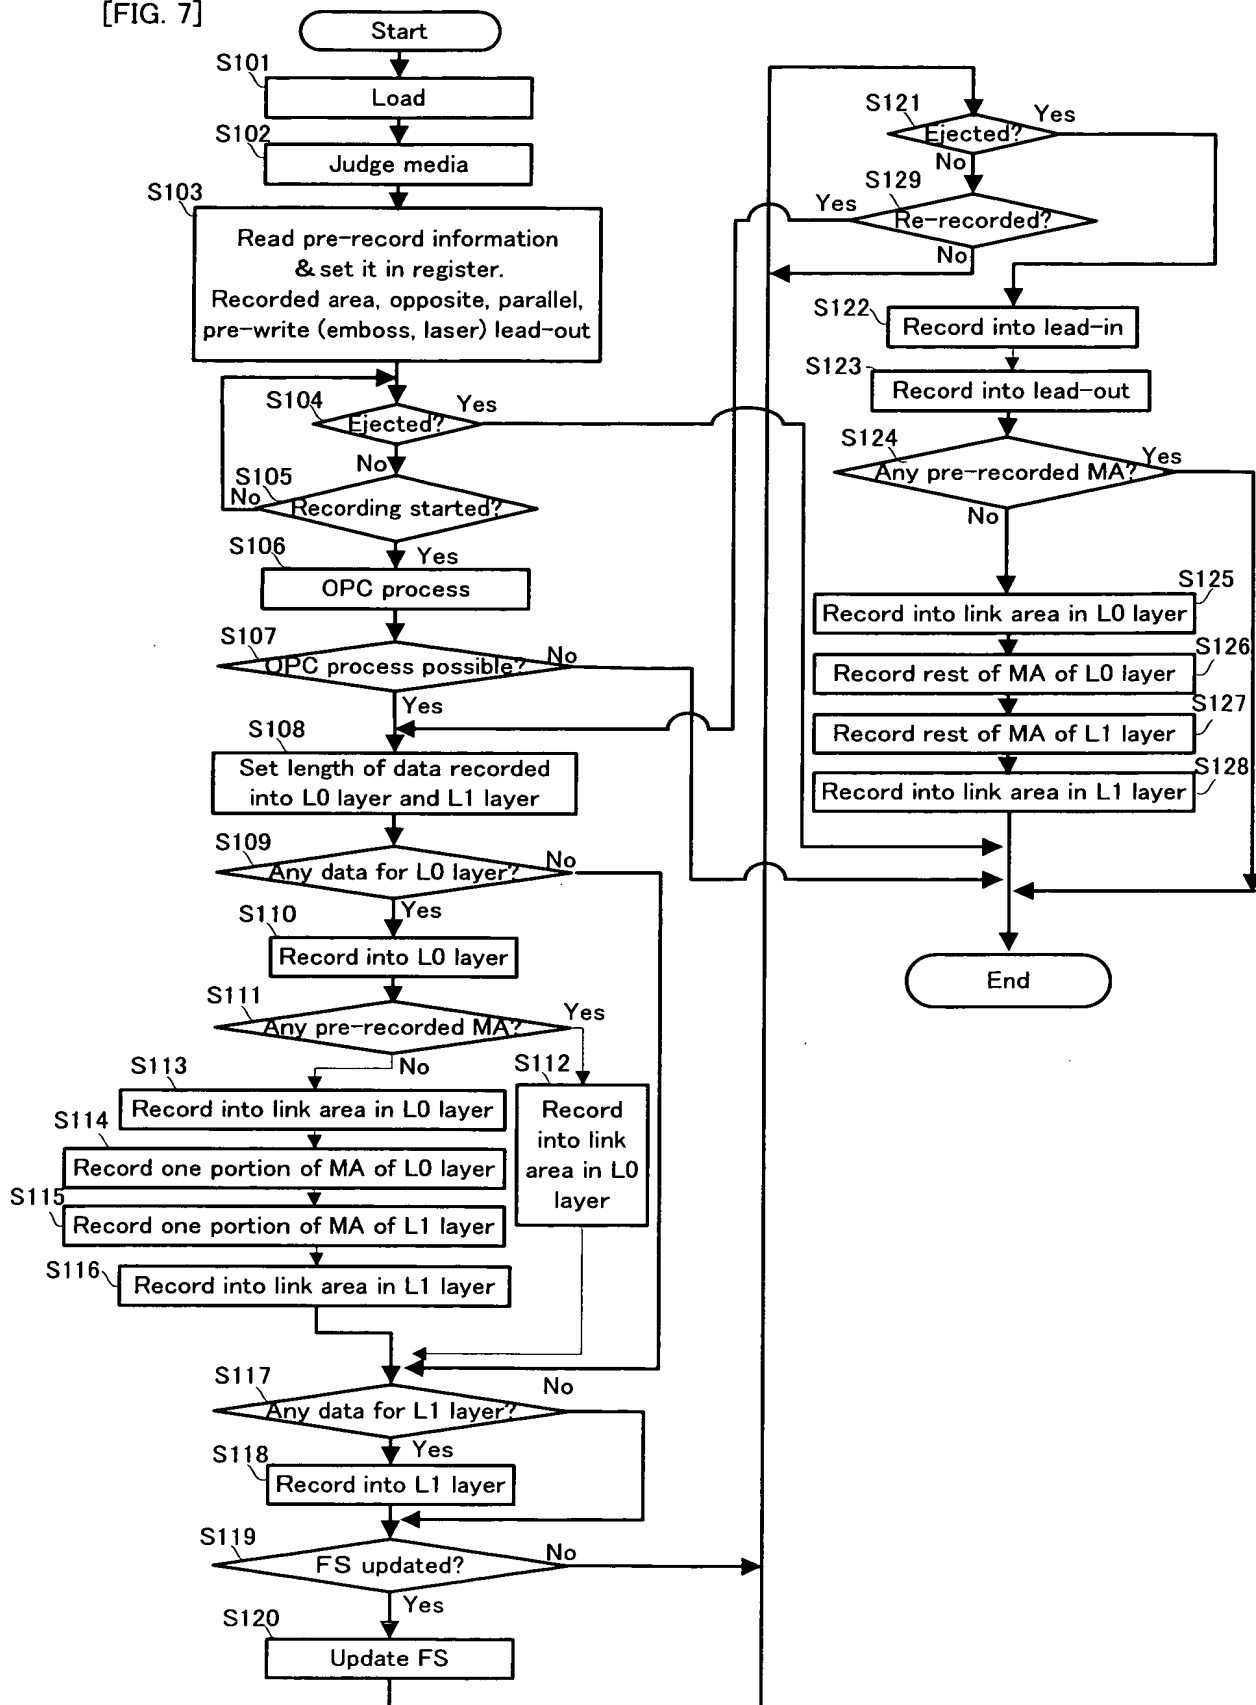 [FIG. 7]
Start
S101
Load
S102
Judge media
S103
Read pre-record information
& set it in register.
Recorded area, opposite, parallel,
pre-write (emboss, laser) lead-out
S104
Ejected?
Yes
No
S105
Recording started?
No
Yes
S106
OPC process
S107
OPC process possible?
No
Yes
S108
Set length of data recorded
into L0 layer and L1 layer
S109
Any data for L0 layer?
No
Yes
S110
Record into L0 layer
S111
Any pre-recorded MA?
Yes
No
S112
Record
into link
area in L0
layer
S113
Record into link area in L0 layer
S114
Record one portion of MA of L0 layer
S115
Record one portion of MA of L1 layer
S116
Record into link area in L1 layer
S117
Any data for L1 layer?
No
Yes
S118
Record into L1 layer
S119
FS updated?
No
Yes
S120
Update FS
S121
Ejected?
Yes
No
S129
Re-recorded?
Yes
No
S122
Record into lead-in
S123
Record into lead-out
S124
Any pre-recorded MA?
Yes
No
S125
Record into link area in L0 layer
S126
Record rest of MA of L0 layer
S127
Record rest of MA of L1 layer
S128
Record into link area in L1 layer
End